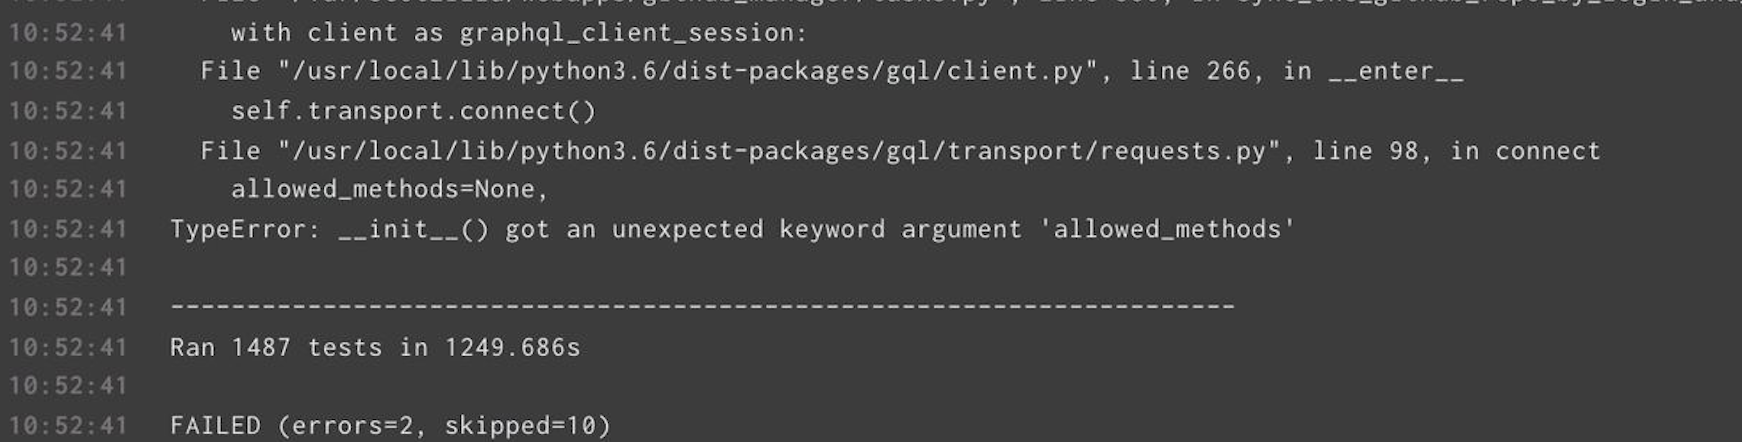 10:52:41 with client as graphql_client_session:
10:52:41 File "/usr/local/lib/python3.6/dist-packages/gql/client.py", line 266, in __enter__
10:52:41 self.transport.connect()
10:52:41 File "/usr/local/lib/python3.6/dist-packages/gql/transport/requests.py", line 98, in connect
10:52:41 allowed_methods=None,
10:52:41 TypeError: __init__() got an unexpected keyword argument 'allowed_methods'
10:52:41
10:52:41 ----------------------------------------------------------------------
10:52:41 Ran 1487 tests in 1249.686s
10:52:41
10:52:41 FAILED (errors=2, skipped=10)